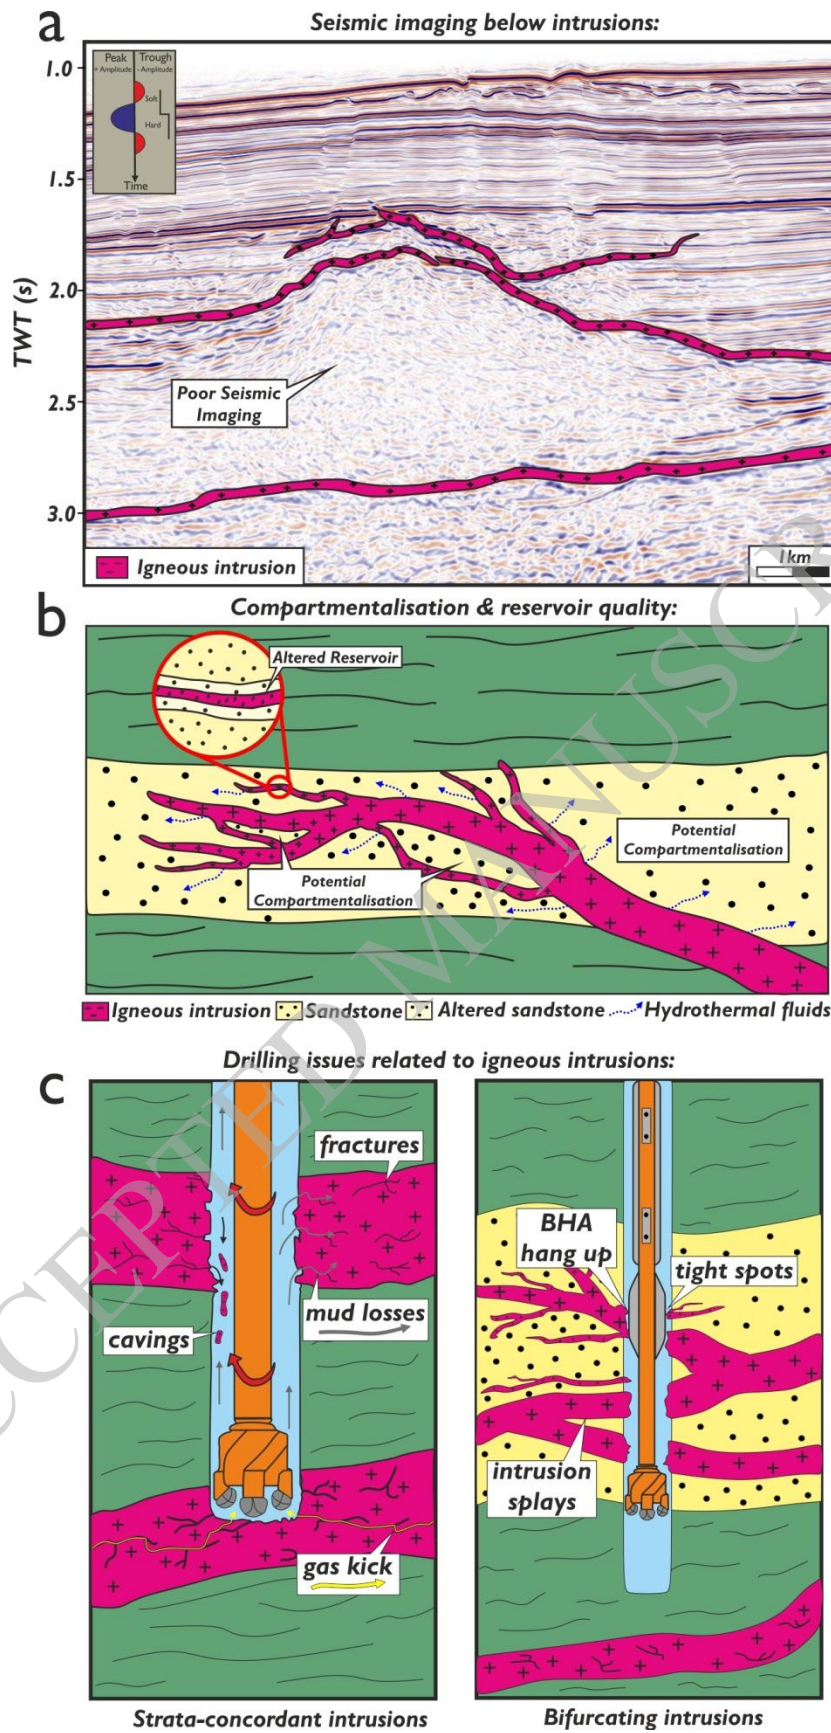 a
Seismic imaging below intrusions:
Peak
+ Amplitude
Trough
- Amplitude
Soft
Hard
Time
1.0
1.5
2.0
2.5
3.0
TWT (s)
Poor Seismic
Imaging
Igneous intrusion
1km
b
Compartmentalisation & reservoir quality:
Altered Reservoir
Potential
Compartmentalisation
Potential
Compartmentalisation
Igneous intrusion
Sandstone
Altered sandstone
Hydrothermal fluids
c
Drilling issues related to igneous intrusions:
fractures
mud losses
cavings
gas kick
Strata-concordant intrusions
BHA
hang up
tight spots
intrusion
splays
Bifurcating intrusions
CCEPTED MANUSCR